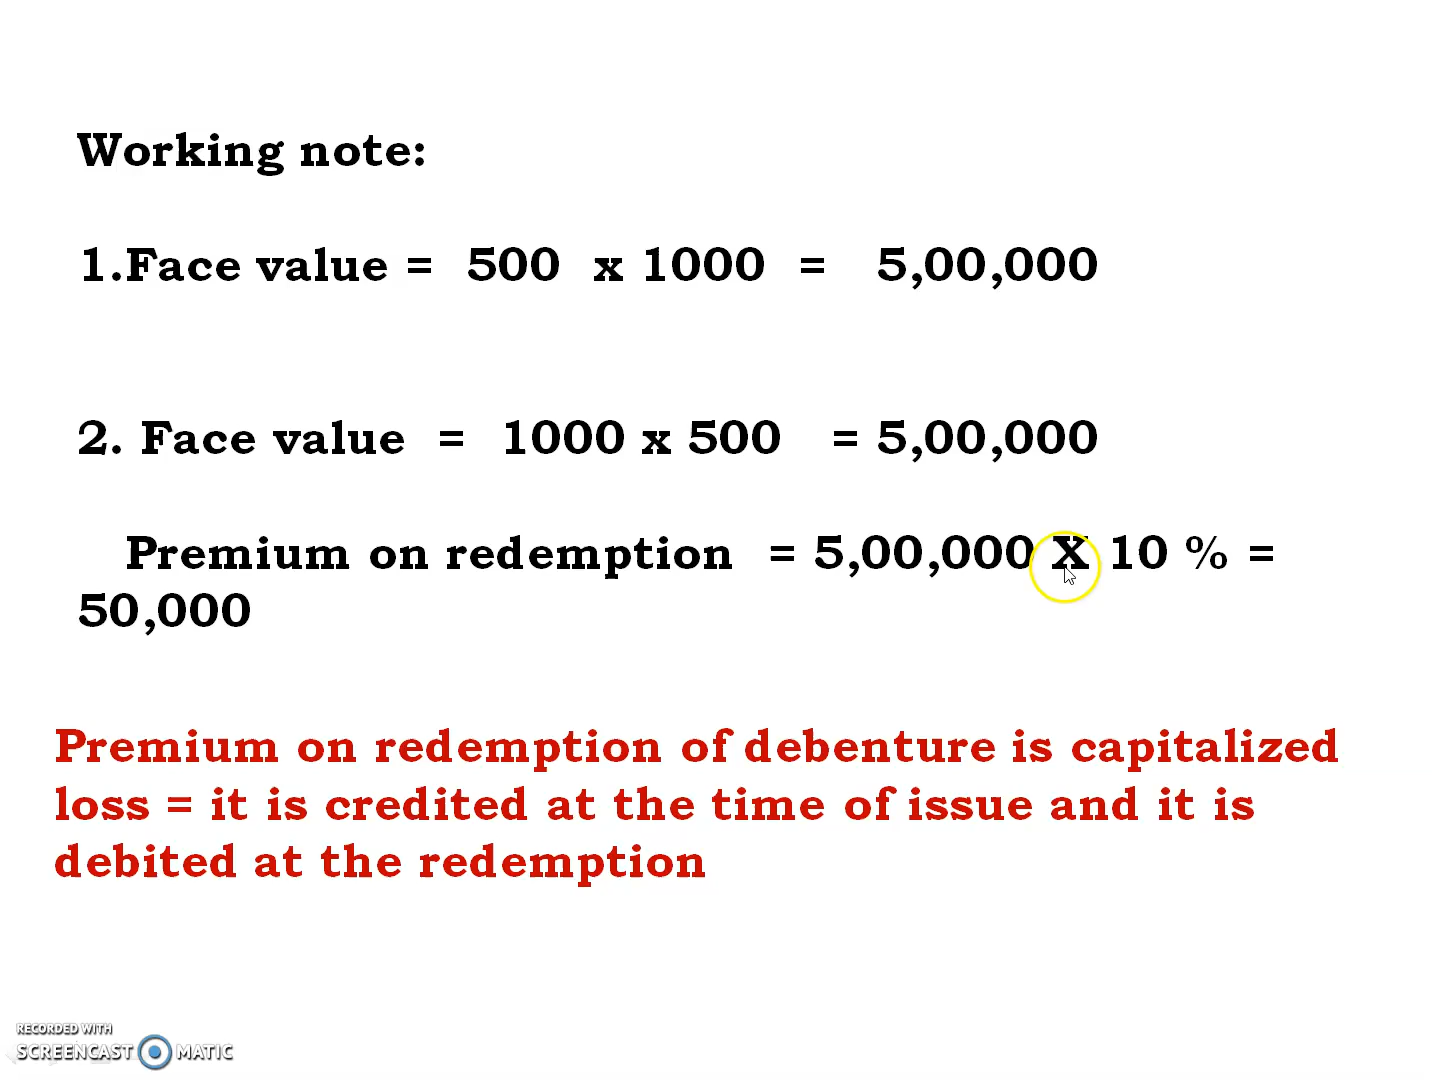 Working note:
1.Face value = 500 x 1000 = 5,00,000
2. Face value = 1000 x 500 = 5,00,000
Premium on redemption = 5,00,000 X 10 % =
50,000
Premium on redemption of debenture is capitalized
loss = it is credited at the time of issue and it is
debited at the redemption
RECORDED WITH
SCREENCAST MATIC